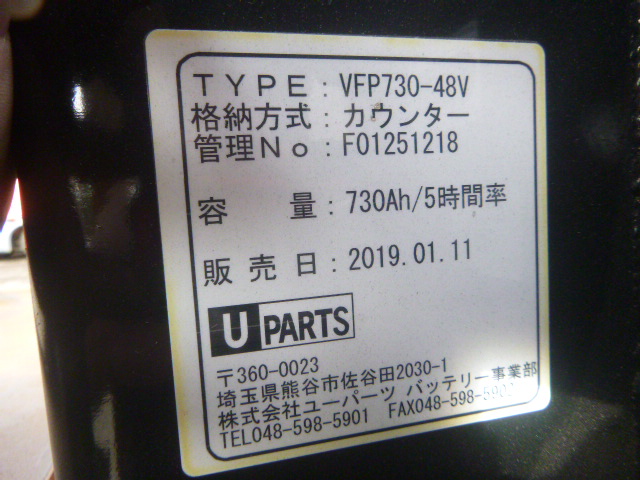 TYPE：VFP730-48V
格納方式：カウンター
管理No：F01251218
容量：730Ah/5時間率
販売日：2019.01.11
U PARTS
〒360-0023
埼玉県熊谷市佐谷田2030-1
株式会社ユーパーツ バッテリー事業部
TEL048-598-5901 FAX048-598-5902